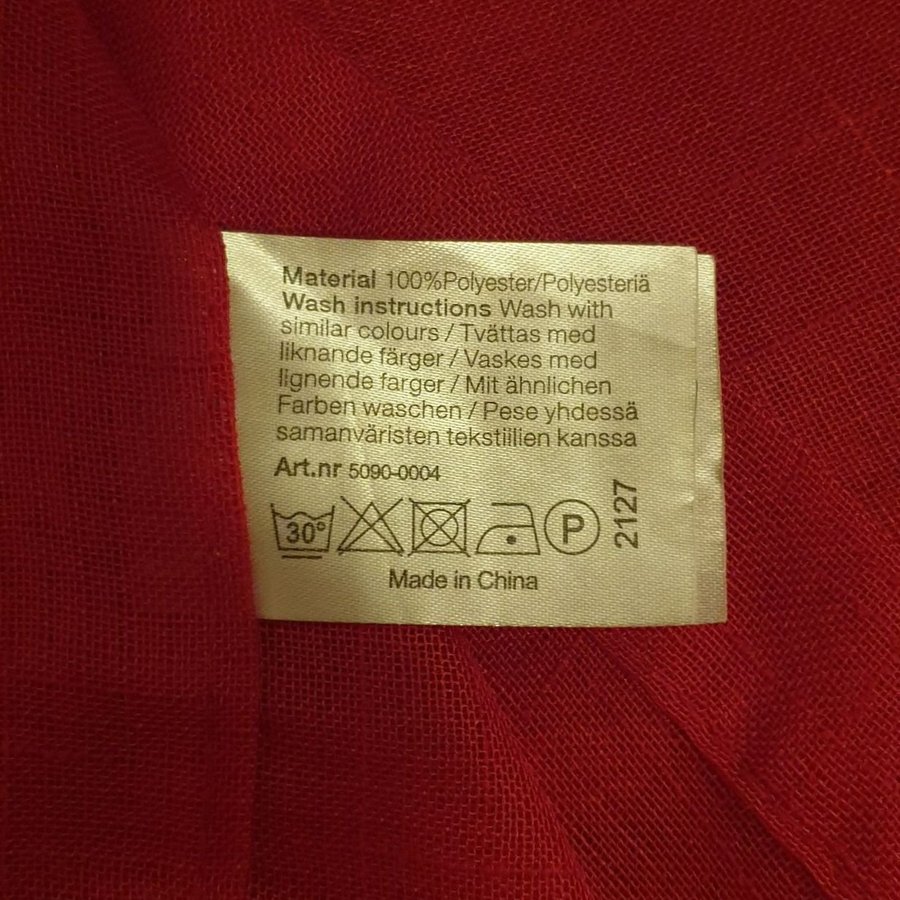 Material 100%Polyester/Polyesteriä
Wash instructions Wash with
similar colours / Tvättas med
liknande färger / Vaskes med
lignende farger / Mit ähnlichen
Farben waschen / Pese yhdessä
samanväristen tekstiilien kanssa
Art.nr 5090-0004
30°
P
2127
Made in China